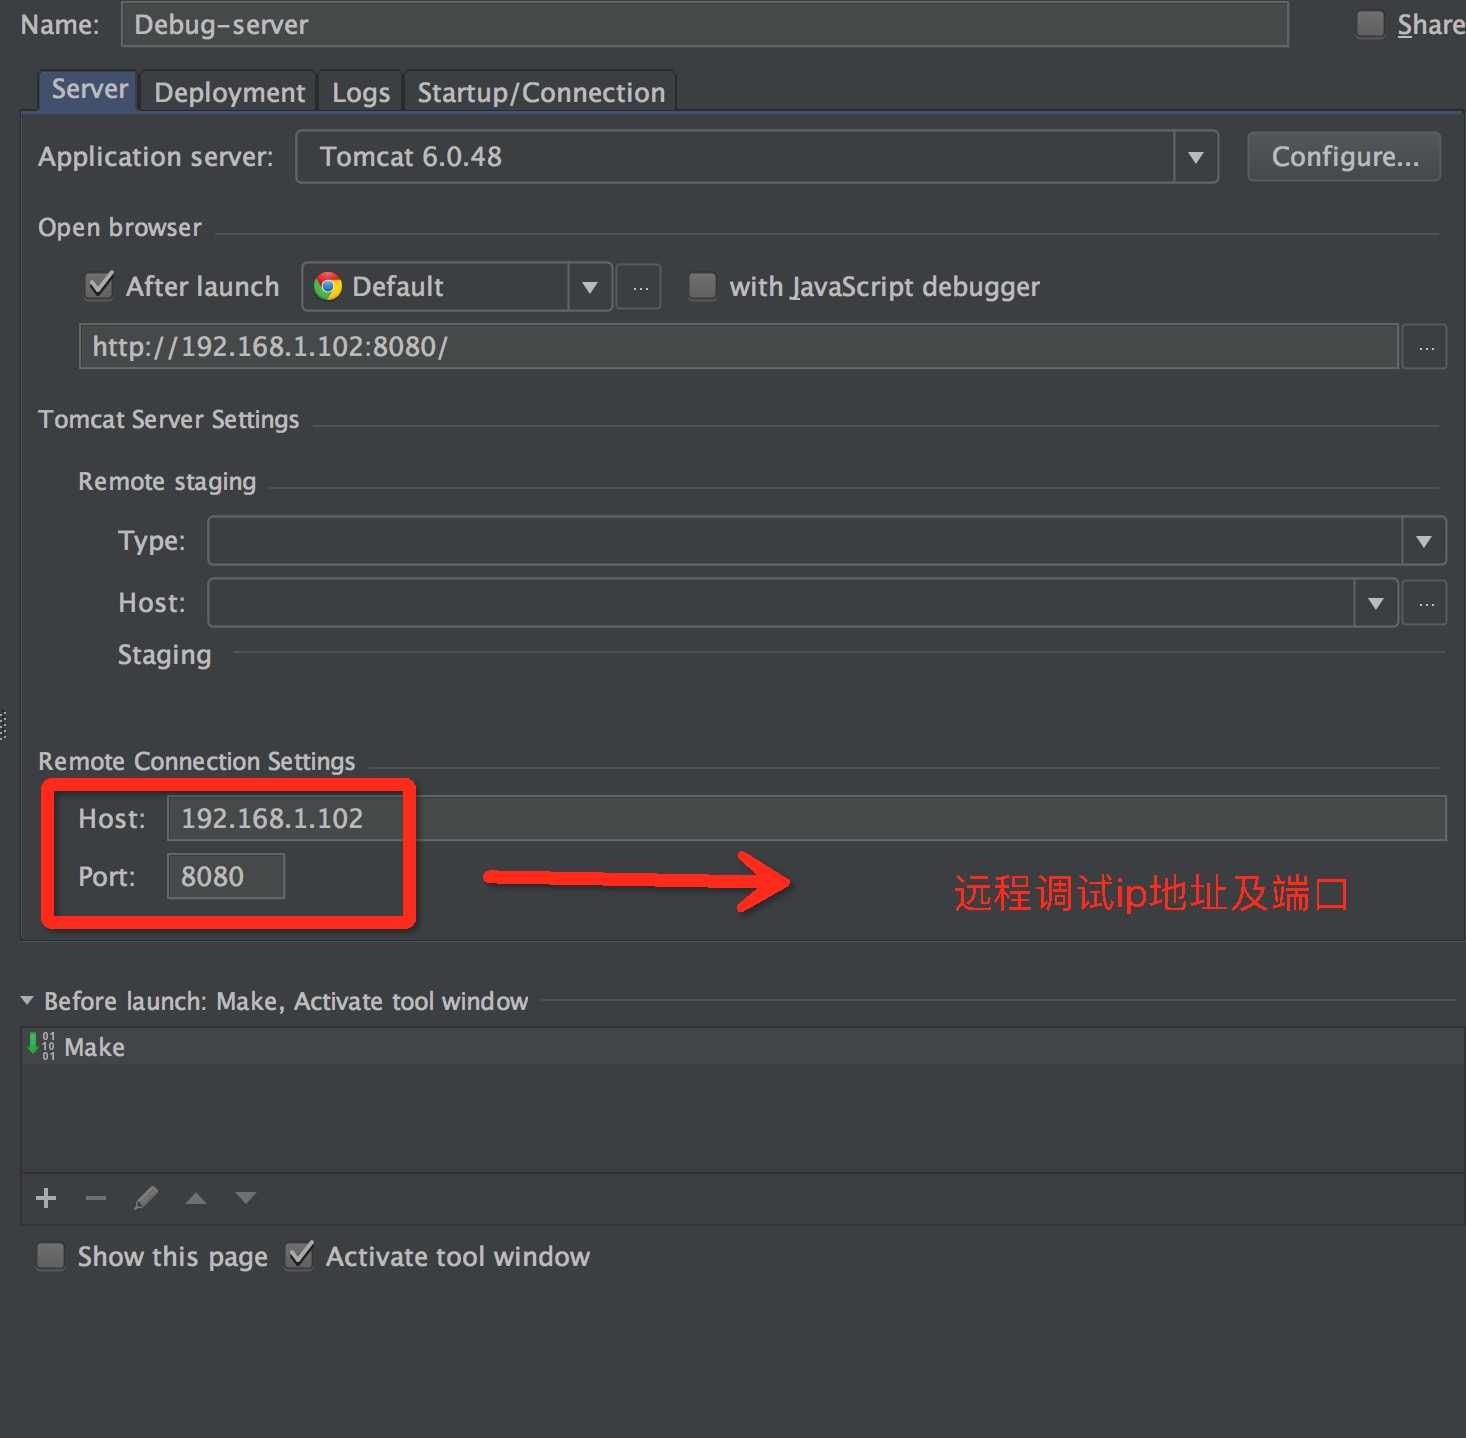 Name: Debug-server Share
Server Deployment Logs Startup/Connection
Application server: Tomcat 6.0.48 Configure...
Open browser
After launch Default ... with JavaScript debugger
http://192.168.1.102:8080/ ...
Tomcat Server Settings
Remote staging
Type:
Host: ...
Staging
Remote Connection Settings
Host: 192.168.1.102
Port: 8080
远程调试ip地址及端口
Before launch: Make, Activate tool window
Make
Show this page Activate tool window